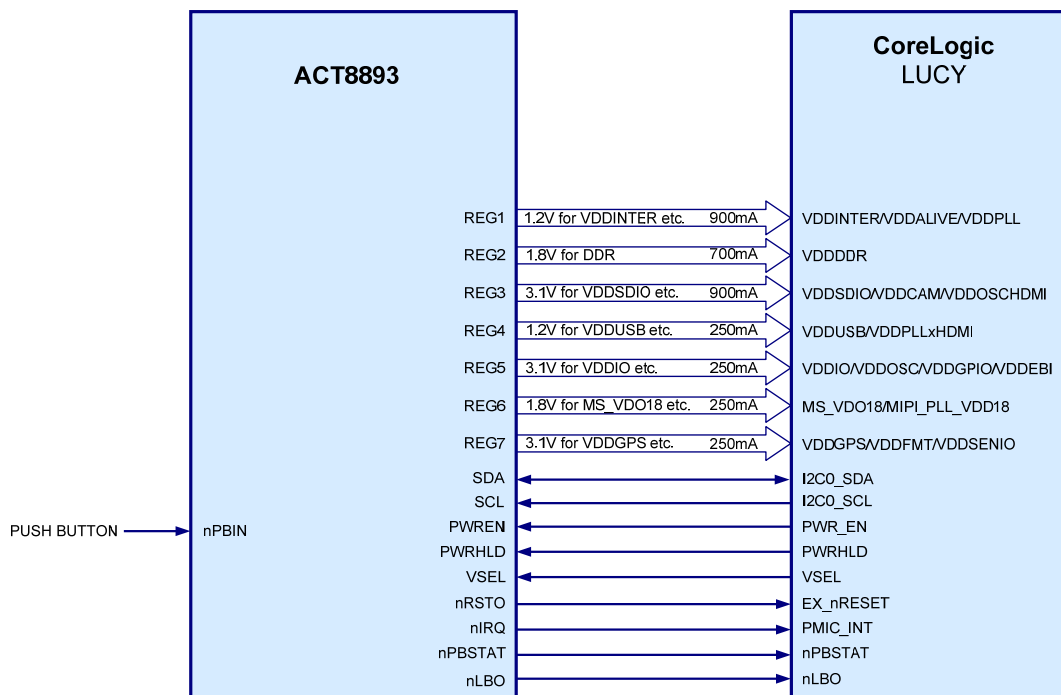 ACT8893
CoreLogic
LUCY
REG1 1.2V for VDDINTER etc. 900mA VDDINTER/VDDALIVE/VDDPLL
REG2 1.8V for DDR 700mA VDDDDR
REG3 3.1V for VDDSDIO etc. 900mA VDDSDIO/VDDCAM/VDDOSCHDMI
REG4 1.2V for VDDUSB etc. 250mA VDDUSB/VDDPLLxHDMI
REG5 3.1V for VDDIO etc. 250mA VDDIO/VDDOSC/VDDGPIO/VDDEBI
REG6 1.8V for MS_VDO18 etc. 250mA MS_VDO18/MIPI_PLL_VDD18
REG7 3.1V for VDDGPS etc. 250mA VDDGPS/VDDFMT/VDDSENIO
SDA I2C0_SDA
SCL I2C0_SCL
PUSH BUTTON nPBIN PWREN PWR_EN
PWRHLD PWRHLD
VSEL VSEL
nRSTO EX_nRESET
nIRQ PMIC_INT
nPBSTAT nPBSTAT
nLBO nLBO